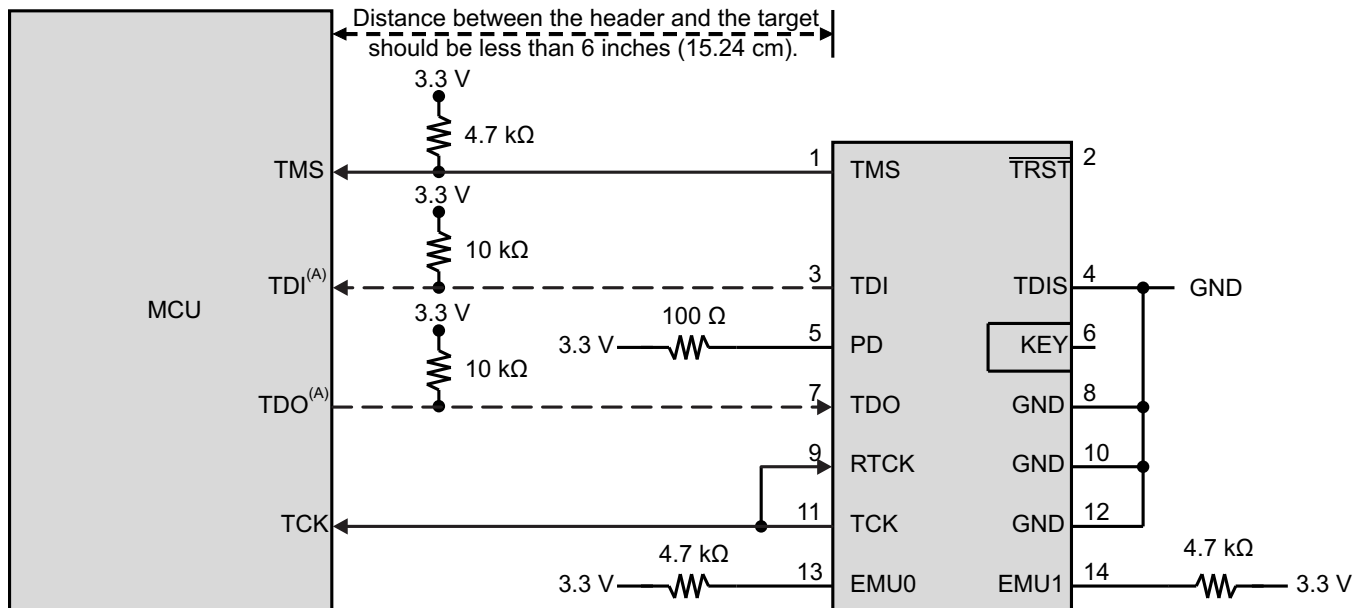 Distance between the header and the target
should be less than 6 inches (15.24 cm).
3.3 V
4.7 kΩ
TMS
1
TMS
TRST
2
3.3 V
10 kΩ
TDI(A)
3
TDI
TDIS
4
GND
MCU
3.3 V
100 Ω
3.3 V
5
PD
KEY
6
10 kΩ
TDO(A)
7
TDO
GND
8
9
RTCK
GND
10
TCK
11
TCK
GND
12
4.7 kΩ
3.3 V
13
EMU0
EMU1
14
4.7 kΩ
3.3 V